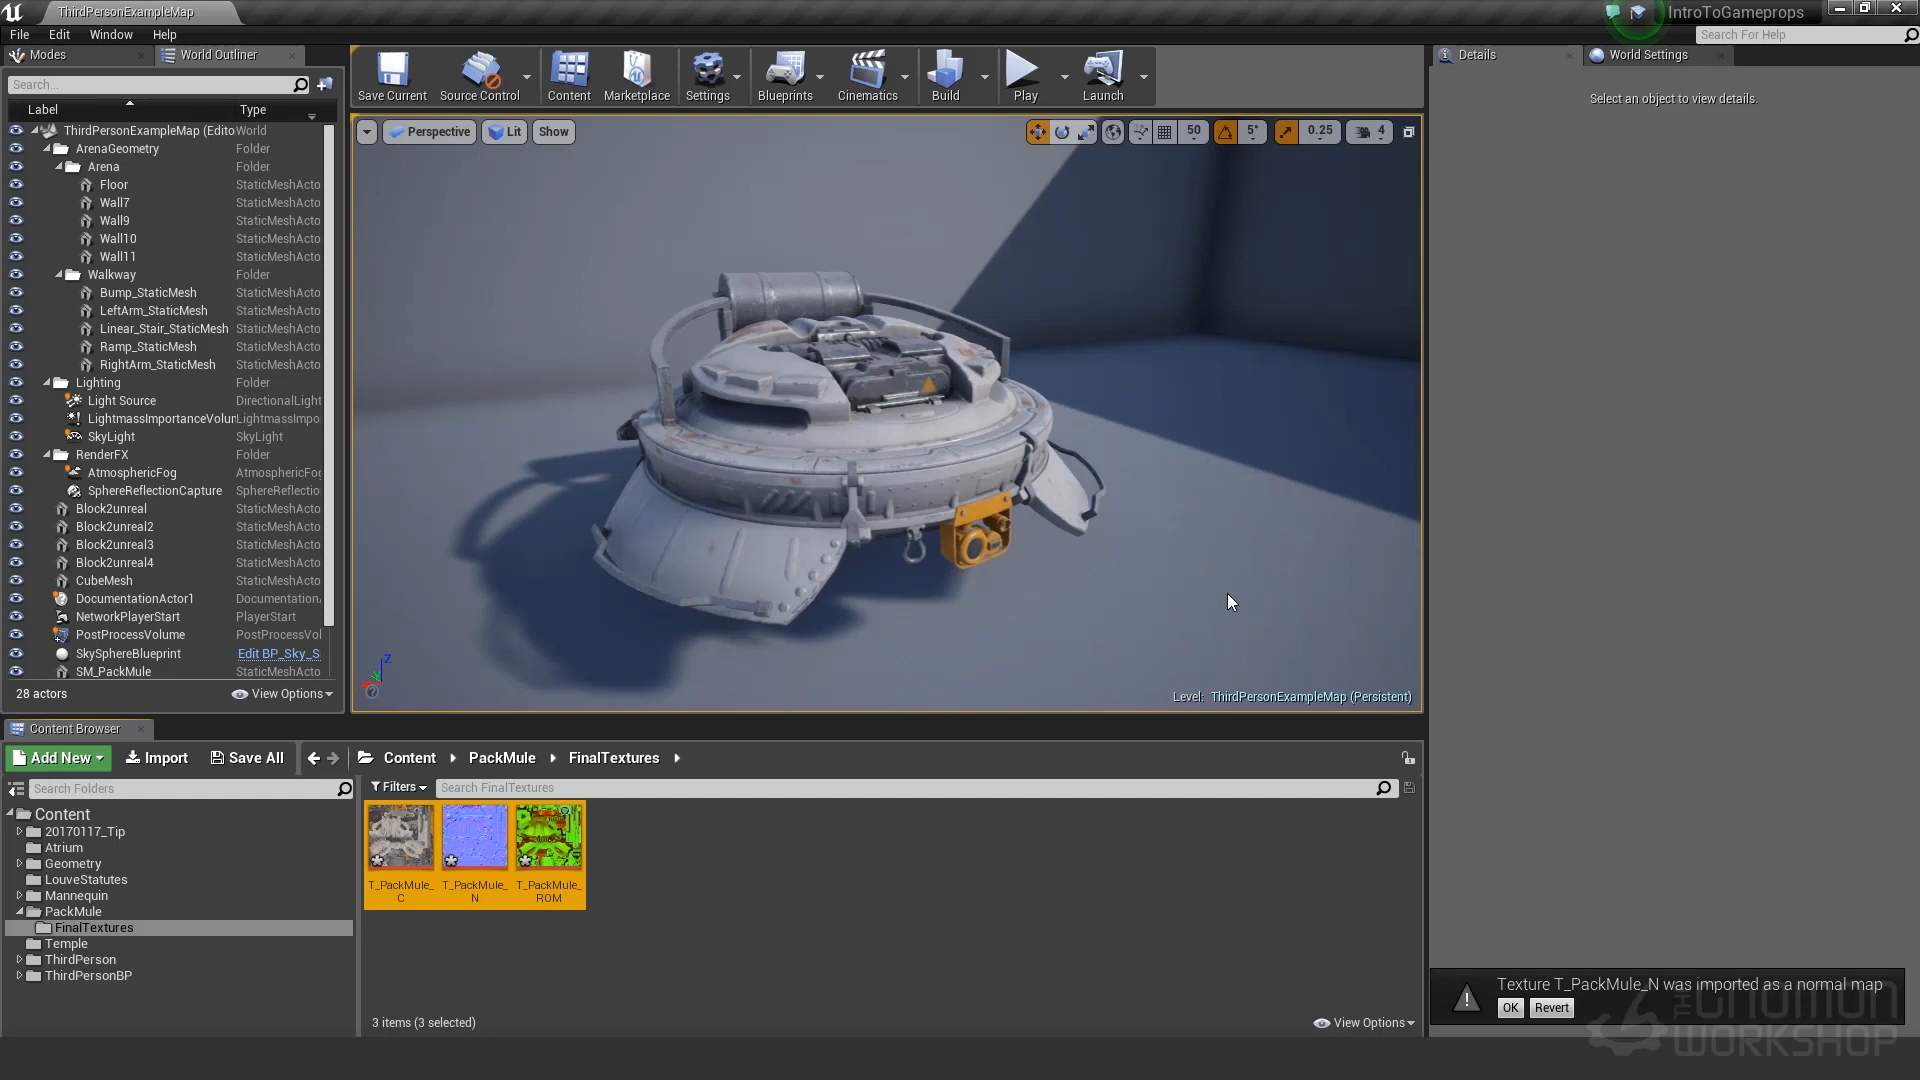 ThirdPersonExampleMap
IntroToGameprops
File Edit Window Help
Search For Help
Modes
World Outliner
Details
World Settings
Search...
Label Type
ThirdPersonExampleMap (Edito World
ArenaGeometry Folder
Arena Folder
Floor StaticMeshActo
Wall7 StaticMeshActo
Wall9 StaticMeshActo
Wall10 StaticMeshActo
Wall11 StaticMeshActo
Walkway Folder
Bump_StaticMesh StaticMeshActo
LeftArm_StaticMesh StaticMeshActo
Linear_Stair_StaticMesh StaticMeshActo
Ramp_StaticMesh StaticMeshActo
RightArm_StaticMesh StaticMeshActo
Lighting Folder
Light Source DirectionalLight
LightmassImportanceVolum LightmassImpo
SkyLight SkyLight
RenderFX Folder
AtmosphericFog AtmosphericFog
SphereReflectionCapture SphereReflectio
Block2unreal StaticMeshActo
Block2unreal2 StaticMeshActo
Block2unreal3 StaticMeshActo
Block2unreal4 StaticMeshActo
CubeMesh StaticMeshActo
DocumentationActor1 Documentation
NetworkPlayerStart PlayerStart
PostProcessVolume PostProcessVol
SkySphereBlueprint Edit BP_Sky_S
SM_PackMule StaticMeshActo
28 actors View Options
Save Current Source Control Content Marketplace Settings Blueprints Cinematics Build Play Launch
Perspective Lit Show
50 5° 0.25 4
Z
Level: ThirdPersonExampleMap (Persistent)
Select an object to view details.
Content Browser
Add New Import Save All Content PackMule FinalTextures
Search Folders
Filters Search FinalTextures
Content
20170117_Tip
Atrium
Geometry
LouveStatutes
Mannequin
PackMule
FinalTextures
Temple
ThirdPerson
ThirdPersonBP
T_PackMule_
C
T_PackMule_
N
T_PackMule_
ROM
3 items (3 selected)
View Options
Texture T_PackMule_N was imported as a normal map
OK Revert
THE GNOMON
WORKSHOP